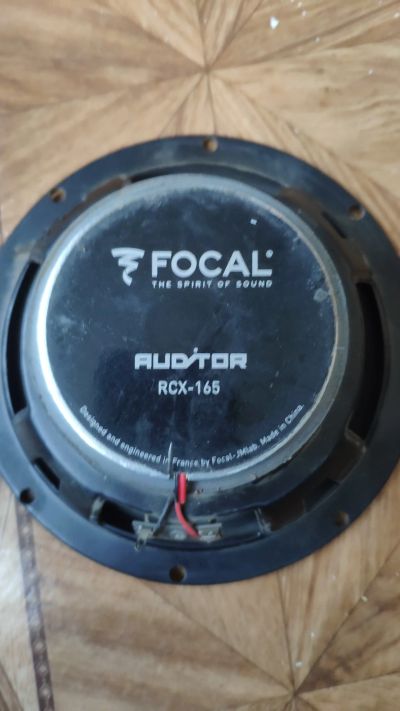 FOCAL®
THE SPIRIT OF SOUND
AUDITOR
RCX-165
Designed and engineered in France by Focal-JMlab. Made in China.